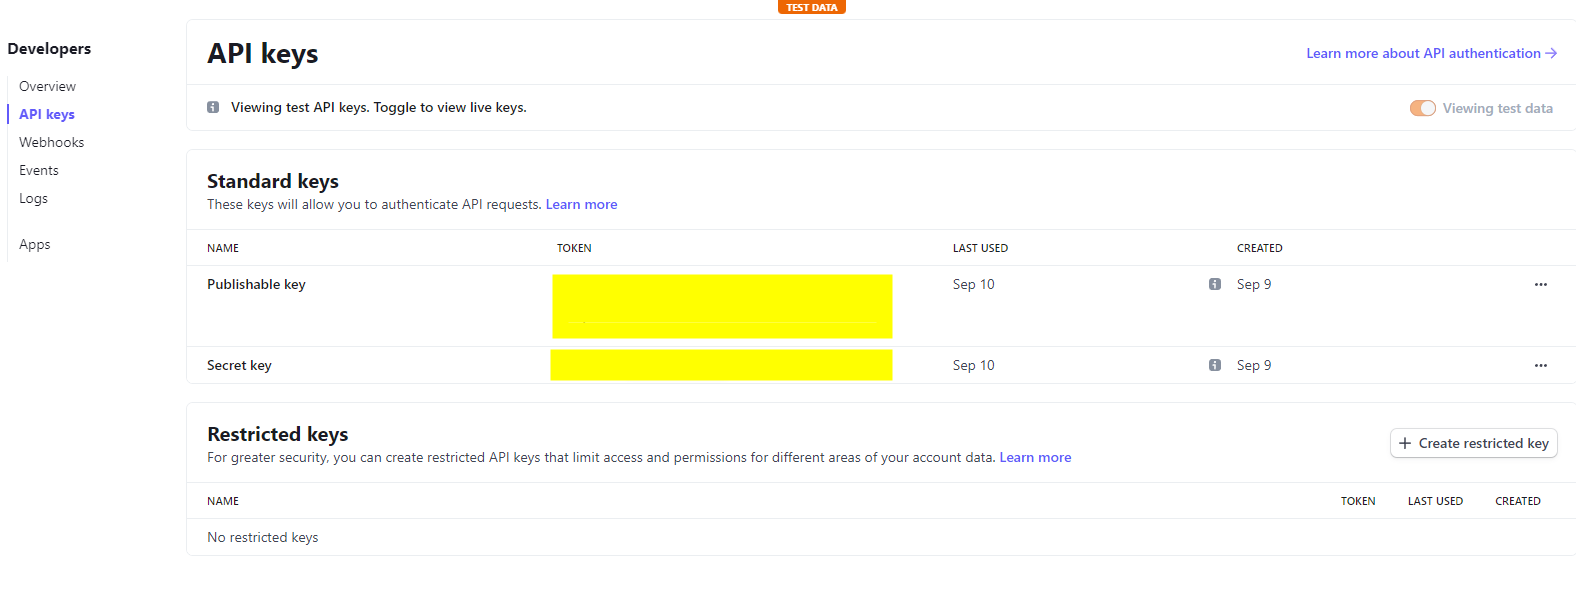 TEST DATA
Developers
Overview
API keys
Webhooks
Events
Logs
Apps
API keys
Learn more about API authentication
Viewing test API keys. Toggle to view live keys.
Viewing test data
Standard keys
These keys will allow you to authenticate API requests. Learn more
NAME TOKEN LAST USED CREATED
Publishable key Sep 10 Sep 9
Secret key Sep 10 Sep 9
Restricted keys
For greater security, you can create restricted API keys that limit access and permissions for different areas of your account data. Learn more
+ Create restricted key
NAME TOKEN LAST USED CREATED
No restricted keys